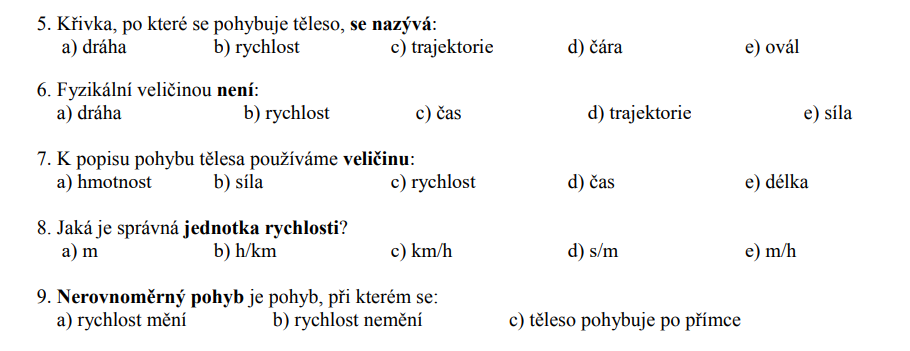 5. Křivka, po které se pohybuje těleso, se nazývá:
a) dráha b) rychlost c) trajektorie d) čára e) ovál
6. Fyzikální veličinou není:
a) dráha b) rychlost c) čas d) trajektorie e) síla
7. K popisu pohybu tělesa používáme veličinu:
a) hmotnost b) síla c) rychlost d) čas e) délka
8. Jaká je správná jednotka rychlosti?
a) m b) h/km c) km/h d) s/m e) m/h
9. Nerovnoměrný pohyb je pohyb, při kterém se:
a) rychlost mění b) rychlost nemění c) těleso pohybuje po přímce